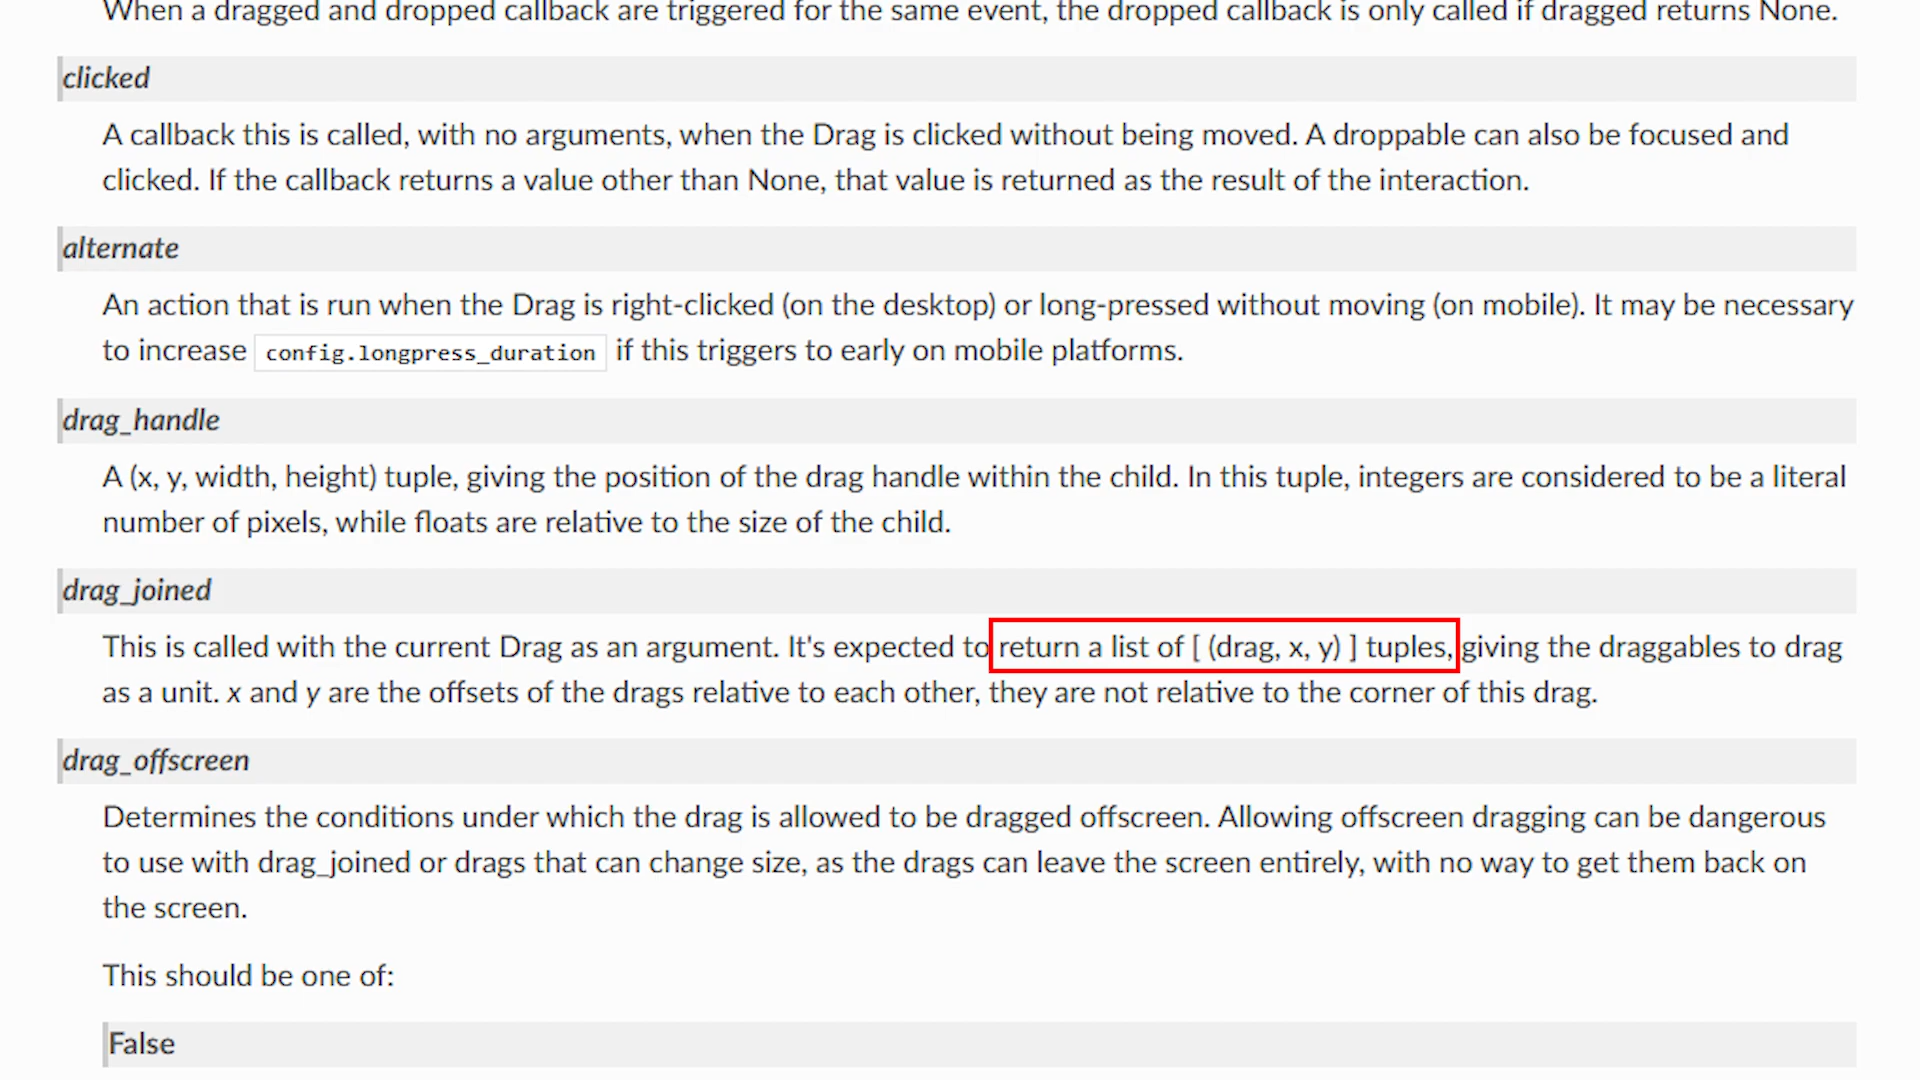 When a dragged and dropped callback are triggered for the same event, the dropped callback is only called if dragged returns None.
clicked
A callback this is called, with no arguments, when the Drag is clicked without being moved. A droppable can also be focused and
clicked. If the callback returns a value other than None, that value is returned as the result of the interaction.
alternate
An action that is run when the Drag is right-clicked (on the desktop) or long-pressed without moving (on mobile). It may be necessary
to increase config.longpress_duration if this triggers to early on mobile platforms.
drag_handle
A (x, y, width, height) tuple, giving the position of the drag handle within the child. In this tuple, integers are considered to be a literal
number of pixels, while floats are relative to the size of the child.
drag_joined
This is called with the current Drag as an argument. It's expected to return a list of [ (drag, x, y) ] tuples, giving the draggables to drag
as a unit. x and y are the offsets of the drags relative to each other, they are not relative to the corner of this drag.
drag_offscreen
Determines the conditions under which the drag is allowed to be dragged offscreen. Allowing offscreen dragging can be dangerous
to use with drag_joined or drags that can change size, as the drags can leave the screen entirely, with no way to get them back on
the screen.
This should be one of:
False